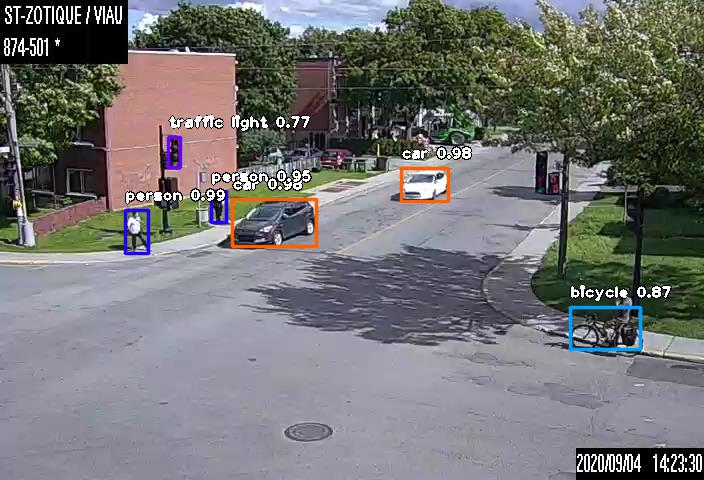 ST-ZOTIQUE / VIAU
874-501 *
traffic light 0.77
car 0.98
person 0.95
car 0.98
person 0.99
bicycle 0.87
2020/09/04 14:23:30